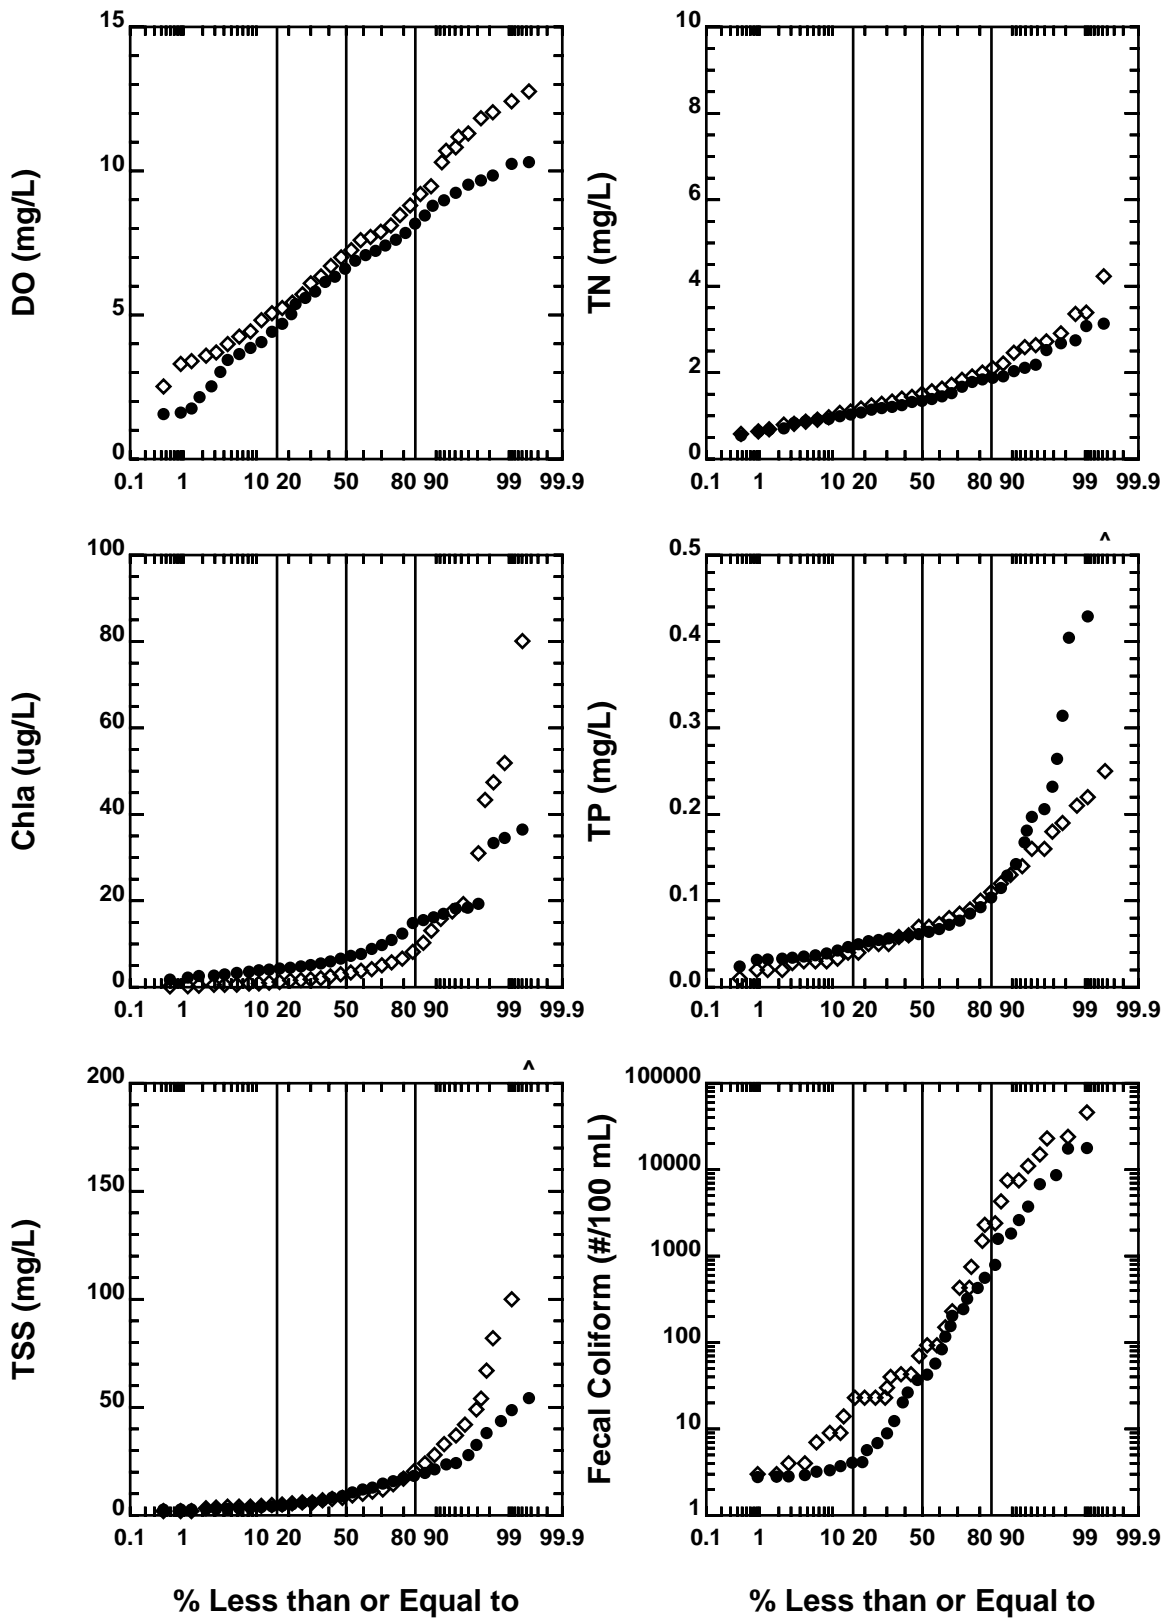 15
10
5
0
DO (mg/L)
0.1 1 10 20 50 80 90 99 99.9
10
8
6
4
2
0
TN (mg/L)
0.1 1 10 20 50 80 90 99 99.9
100
80
60
40
20
0
Chla (ug/L)
0.1 1 10 20 50 80 90 99 99.9
^
0.5
0.4
0.3
0.2
0.1
0.0
TP (mg/L)
0.1 1 10 20 50 80 90 99 99.9
^
200
150
100
50
0
TSS (mg/L)
0.1 1 10 20 50 80 90 99 99.9
% Less than or Equal to
100000
10000
1000
100
10
1
Fecal Coliform (#/100 mL)
0.1 1 10 20 50 80 90 99 99.9
% Less than or Equal to